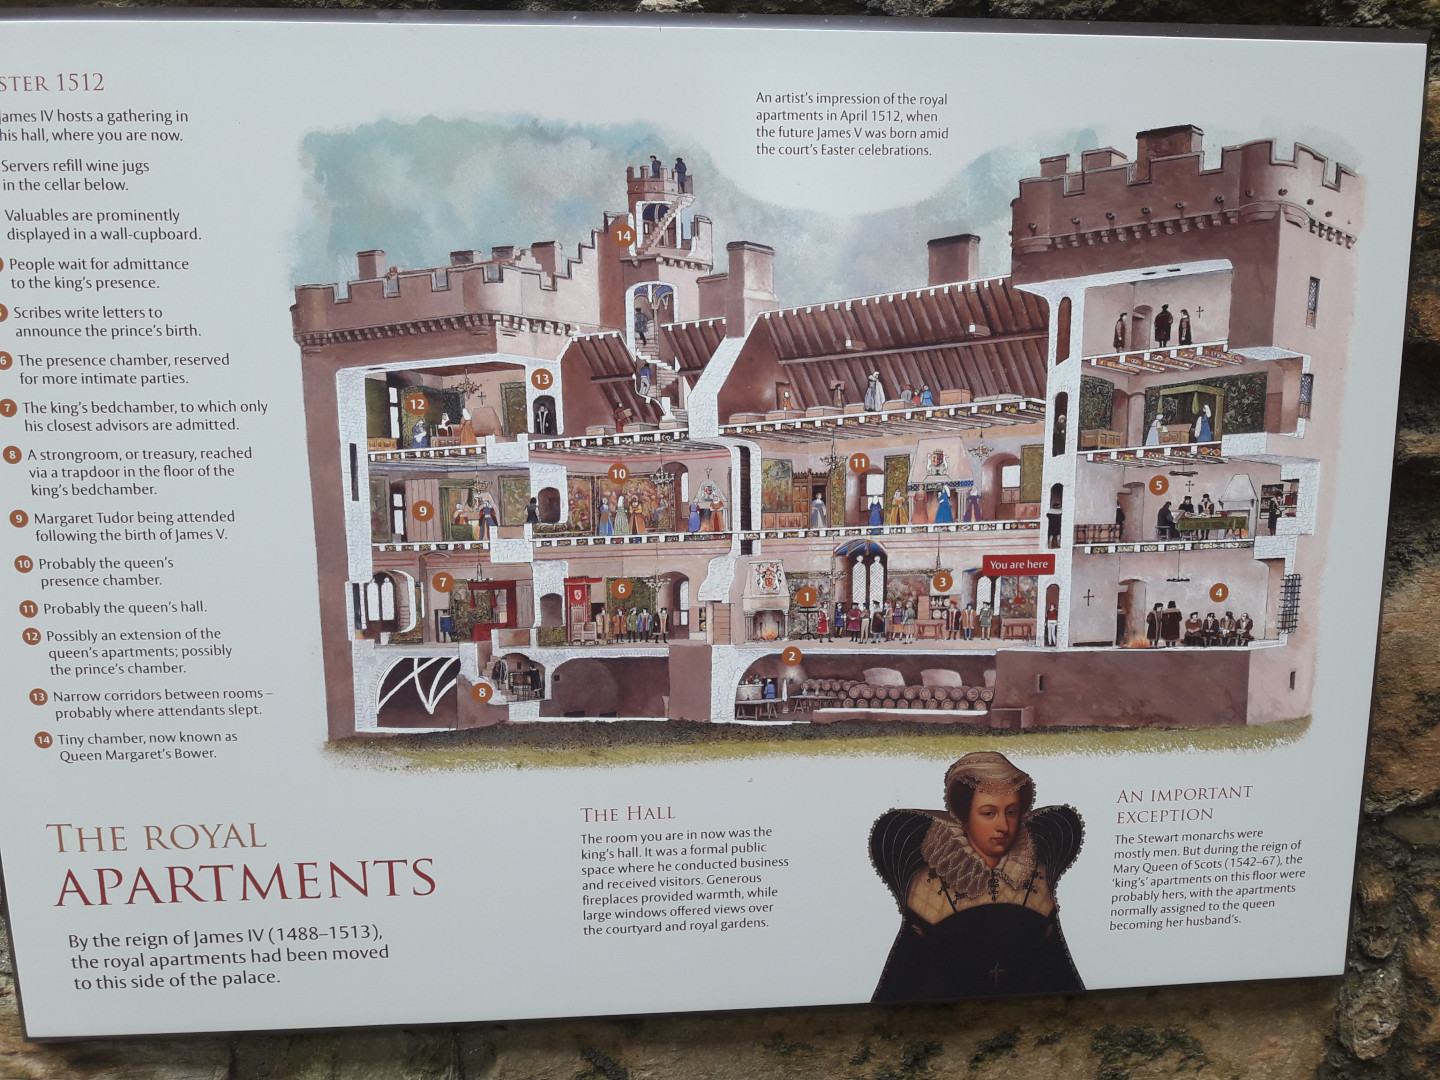 STER 1512
James IV hosts a gathering in
his hall, where you are now.
Servers refill wine jugs
in the cellar below.
Valuables are prominently
displayed in a wall-cupboard.
People wait for admittance
to the king's presence.
Scribes write letters to
announce the prince's birth.
6 The presence chamber, reserved
for more intimate parties.
7 The king's bedchamber, to which only
his closest advisors are admitted.
8 A strongroom, or treasury, reached
via a trapdoor in the floor of the
king's bedchamber.
9 Margaret Tudor being attended
following the birth of James V.
10 Probably the queen's
presence chamber.
11 Probably the queen's hall.
12 Possibly an extension of the
queen's apartments; possibly
the prince's chamber.
13 Narrow corridors between rooms –
probably where attendants slept.
14 Tiny chamber, now known as
Queen Margaret's Bower.
An artist's impression of the royal
apartments in April 1512, when
the future James V was born amid
the court's Easter celebrations.
14
13
12
10
11
9
5
You are here
7
6
1
3
4
2
8
THE ROYAL
APARTMENTS
By the reign of James IV (1488–1513),
the royal apartments had been moved
to this side of the palace.
THE HALL
The room you are in now was the
king's hall. It was a formal public
space where he conducted business
and received visitors. Generous
fireplaces provided warmth, while
large windows offered views over
the courtyard and royal gardens.
AN IMPORTANT
EXCEPTION
The Stewart monarchs were
mostly men. But during the reign of
Mary Queen of Scots (1542–67), the
'king's' apartments on this floor were
probably hers, with the apartments
normally assigned to the queen
becoming her husband's.